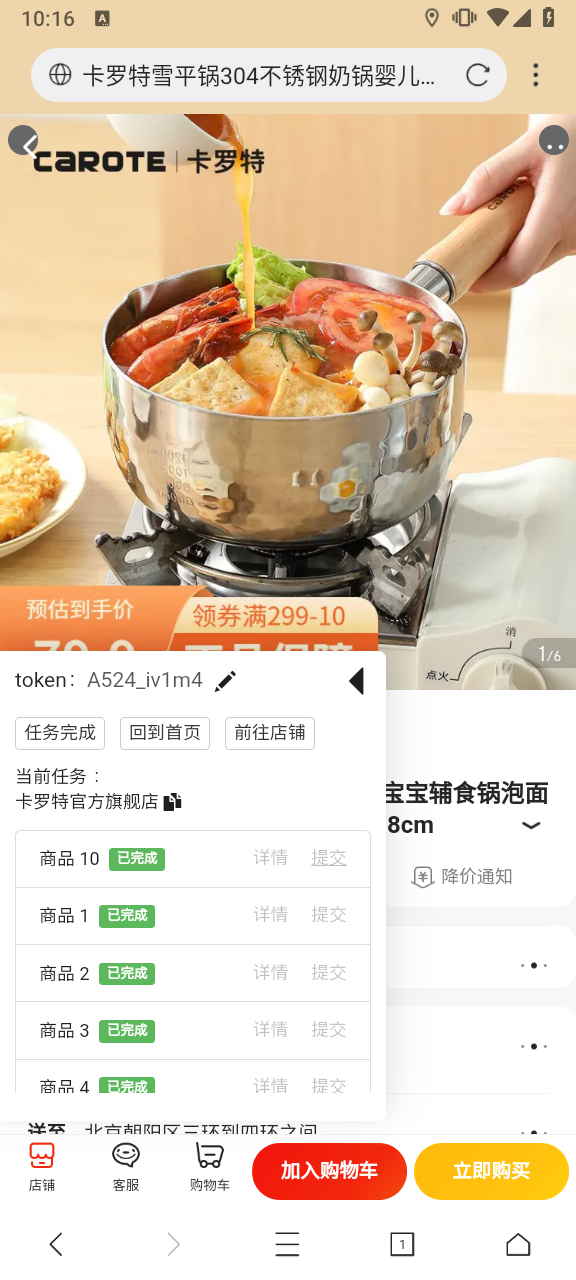 10:16
卡罗特雪平锅304不锈钢奶锅婴儿...
CAROTE | 卡罗特
CAROTE
预估到手价
领券满299-10
消
点火
1/6
token： A524_iv1m4
任务完成 回到首页 前往店铺
当前任务：
卡罗特官方旗舰店
宝宝辅食锅泡面
8cm
降价通知
商品 10 已完成 详情 提交
商品 1 已完成 详情 提交
商品 2 已完成 详情 提交
商品 3 已完成 详情 提交
商品 4 已完成 详情 提交
送至 北京朝阳区三环到四环之间
店铺 客服 购物车 加入购物车 立即购买
1